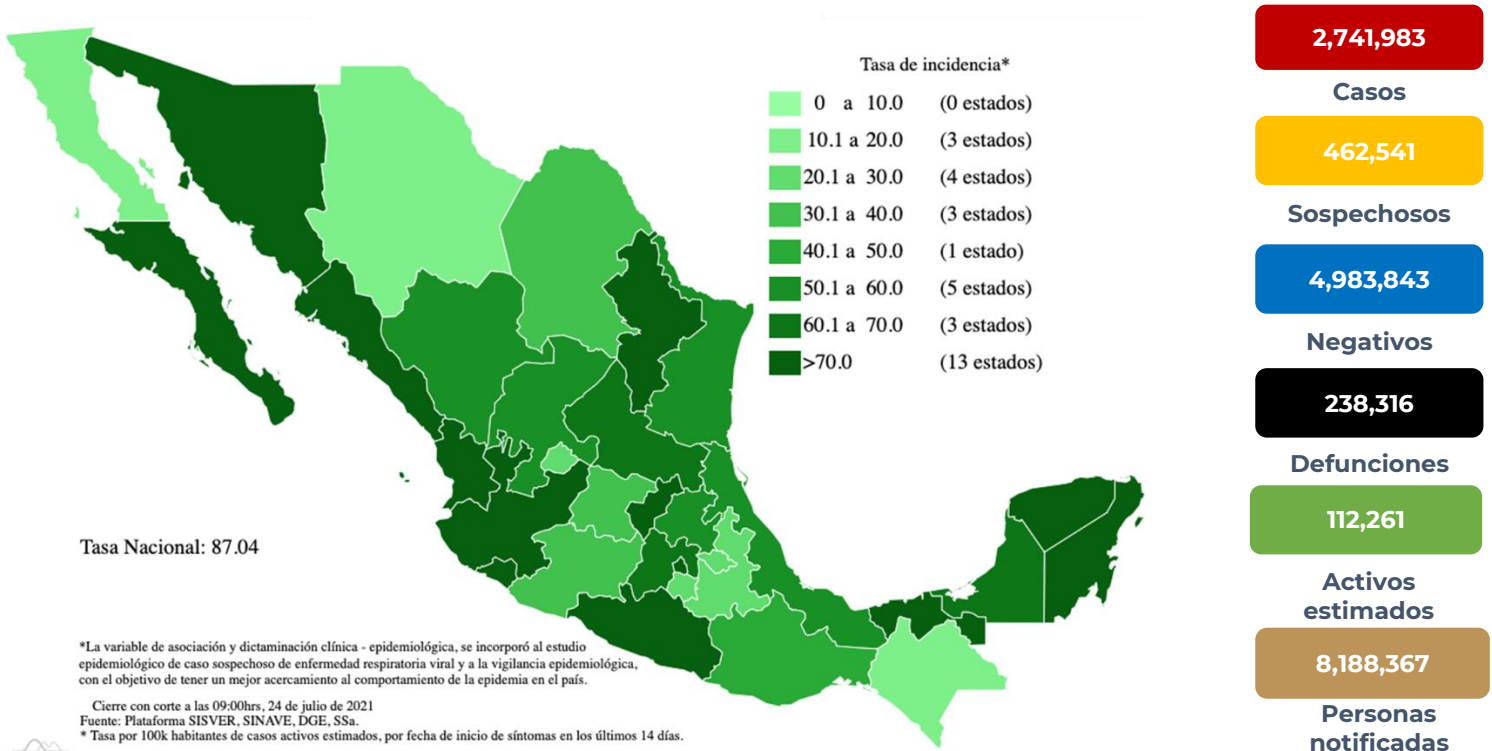 Tasa de incidencia*
0 a 10.0 (0 estados)
10.1 a 20.0 (3 estados)
20.1 a 30.0 (4 estados)
30.1 a 40.0 (3 estados)
40.1 a 50.0 (1 estado)
50.1 a 60.0 (5 estados)
60.1 a 70.0 (3 estados)
>70.0 (13 estados)
Tasa Nacional: 87.04
*La variable de asociación y dictaminación clínica - epidemiológica, se incorporó al estudio
epidemiológico de caso sospechoso de enfermedad respiratoria viral y a la vigilancia epidemiológica,
con el objetivo de tener un mejor acercamiento al comportamiento de la epidemia en el país.
Cierre con corte a las 09:00hrs, 24 de julio de 2021
Fuente: Plataforma SISVER, SINAVE, DGE, SSa.
* Tasa por 100k habitantes de casos activos estimados, por fecha de inicio de síntomas en los últimos 14 días.
2,741,983
Casos
462,541
Sospechosos
4,983,843
Negativos
238,316
Defunciones
112,261
Activos
estimados
8,188,367
Personas
notificadas